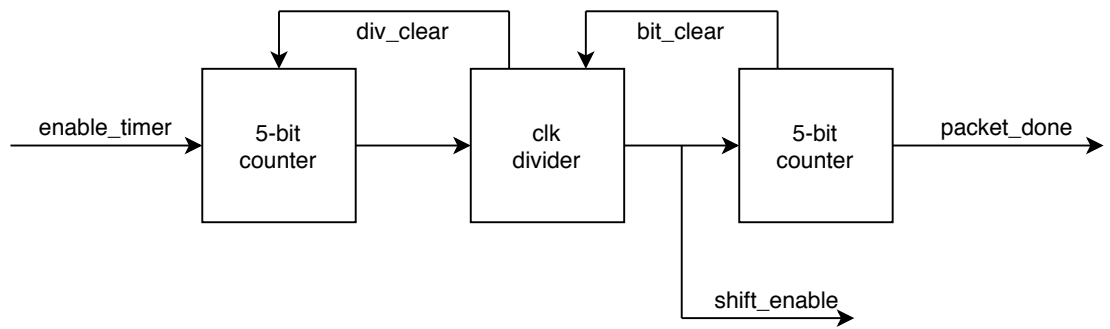 div_clear
bit_clear
enable_timer
5-bit
counter
clk
divider
5-bit
counter
packet_done
shift_enable